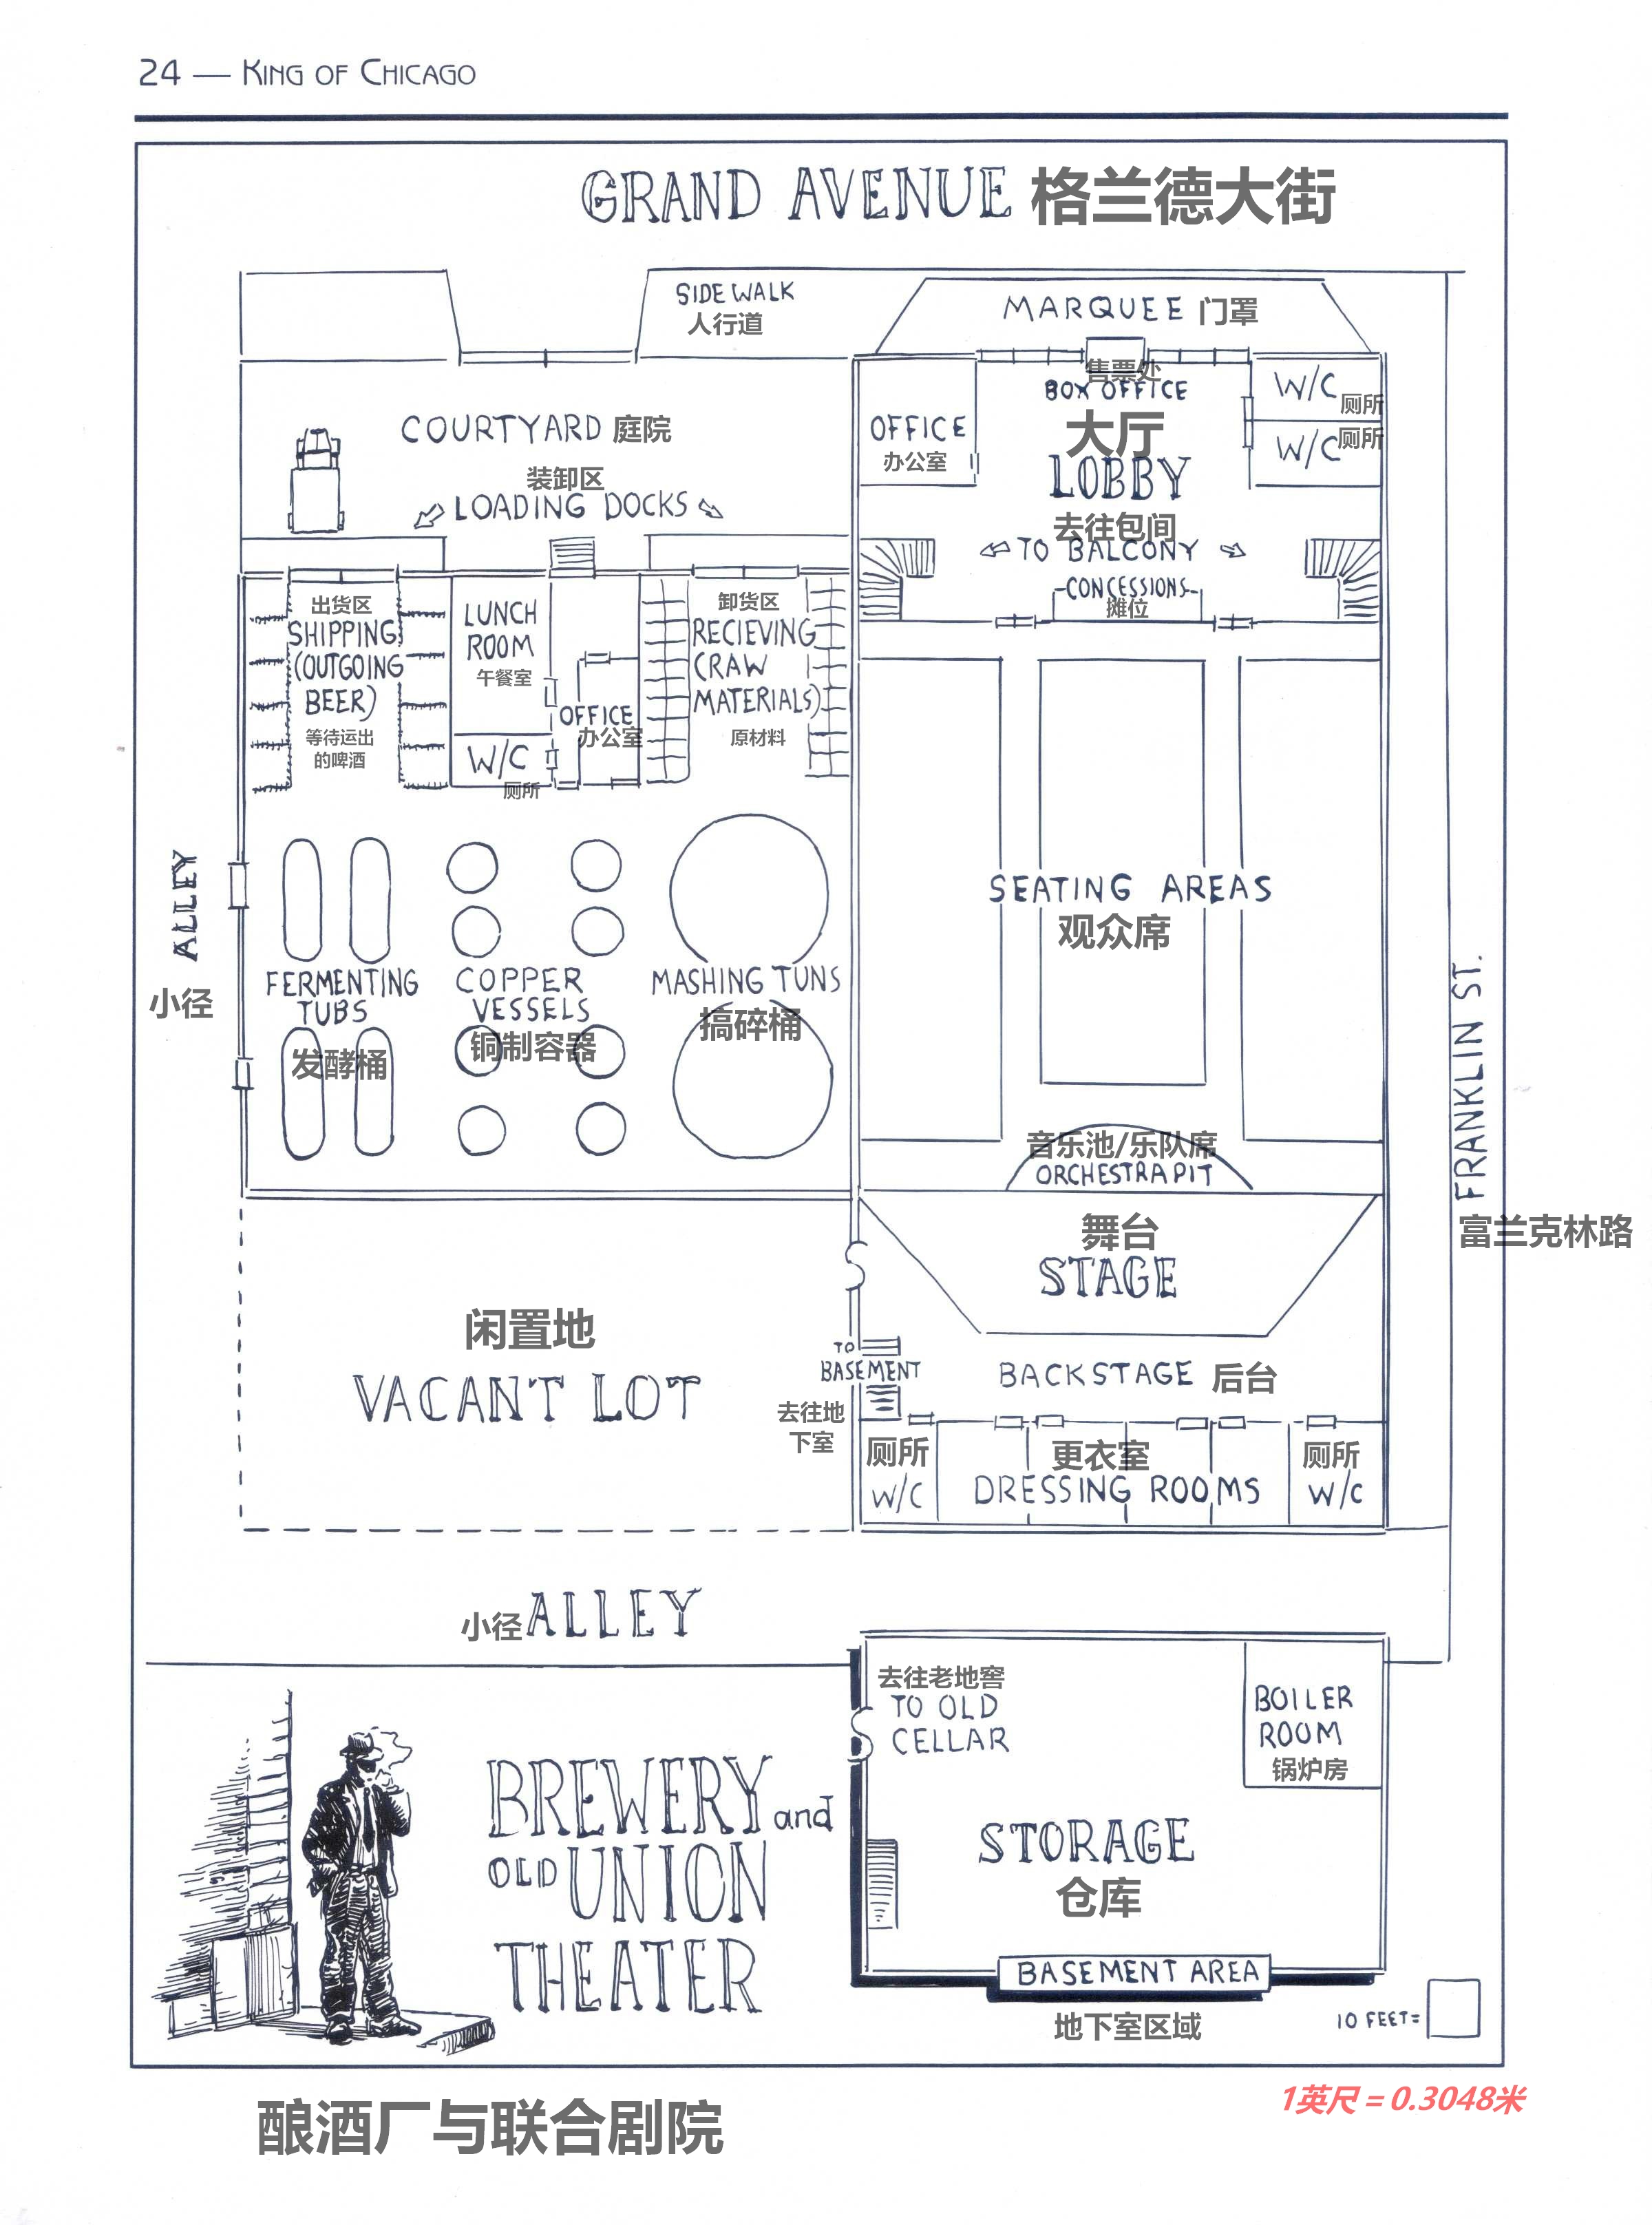 24 — KING OF CHICAGO
GRAND AVENUE 格兰德大街
SIDE WALK
人行道
MARQUEE 门罩
售票处
BOX OFFICE
W/C
厕所
W/C
厕所
OFFICE
办公室
大厅
LOBBY
COURTYARD 庭院
装卸区
LOADING DOCKS
去往包间
TO BALCONY
CONCESSIONS
摊位
出货区
SHIPPING
(OUTGOING
BEER)
等待运出
的啤酒
LUNCH
ROOM
午餐室
W/C
厕所
OFFICE
办公室
卸货区
RECIEVING
(RAW
MATERIALS)
原材料
ALLEY
小径
FERMENTING
TUBS
发酵桶
COPPER
VESSELS
铜制容器
MASHING TUNS
搞碎桶
SEATING AREAS
观众席
FRANKLIN ST.
富兰克林路
音乐池/乐队席
ORCHESTRA PIT
舞台
STAGE
闲置地
VACANT LOT
TO
BASEMENT
去往地
下室
BACKSTAGE 后台
厕所
W/C
更衣室
DRESSING ROOMS
厕所
W/C
小径 ALLEY
去往老地窖
TO OLD
CELLAR
BOILER
ROOM
锅炉房
STORAGE
仓库
BASEMENT AREA
地下室区域
BREWERY and
OLD UNION
THEATER
10 FEET=
1英尺 = 0.3048米
酿酒厂与联合剧院